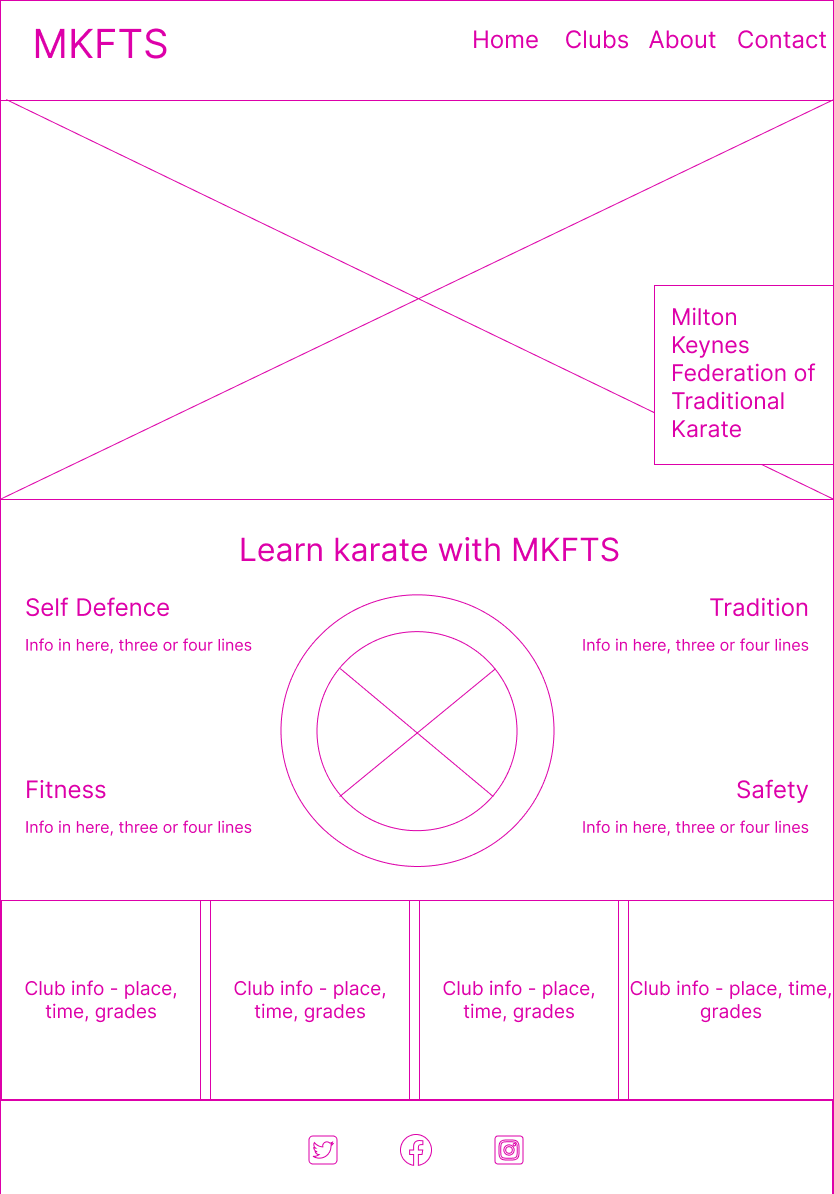 MKFTS
Home Clubs About Contact
Milton
Keynes
Federation of
Traditional
Karate
Learn karate with MKFTS
Self Defence
Info in here, three or four lines
Tradition
Info in here, three or four lines
Fitness
Info in here, three or four lines
Safety
Info in here, three or four lines
Club info - place,
time, grades
Club info - place,
time, grades
Club info - place,
time, grades
Club info - place, time,
grades